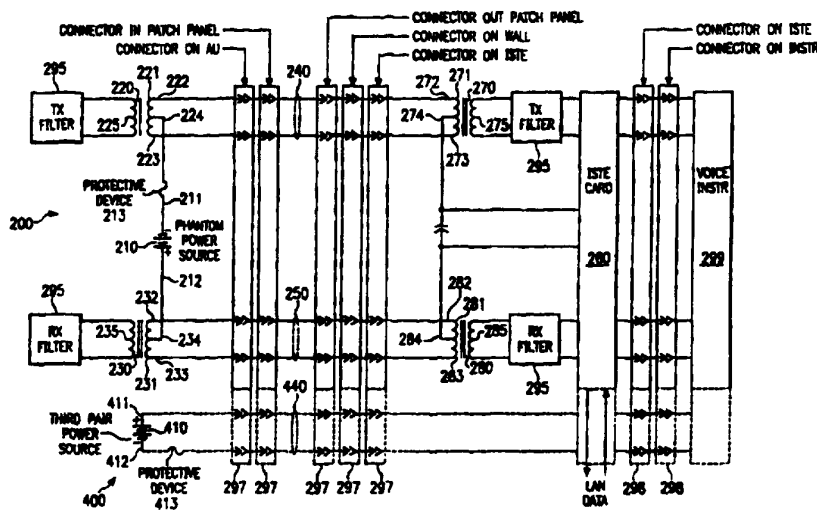 CONNECTOR IN PATCH PANEL
CONNECTOR ON AU
CONNECTOR OUT PATCH PANEL
CONNECTOR ON WALL
CONNECTOR ON ISTE
CONNECTOR ON ISTE
CONNECTOR ON INSTR
295
220
221
222
240
272
271
270
TX
FILTER
225
224
223
274
273
275
TX
FILTER
295
PROTECTIVE
DEVICE
213
211
200
210
PHANTOM
POWER
SOURCE
212
ISTE
CARD
280
VOICE
INSTR
299
295
232
250
282
281
RX
FILTER
235
234
284
285
RX
FILTER
230
231
233
283
280
295
THIRD PAIR
POWER
SOURCE
411
410
412
440
400
PROTECTIVE
DEVICE
413
297
297
297
297
297
LAN
DATA
298
298